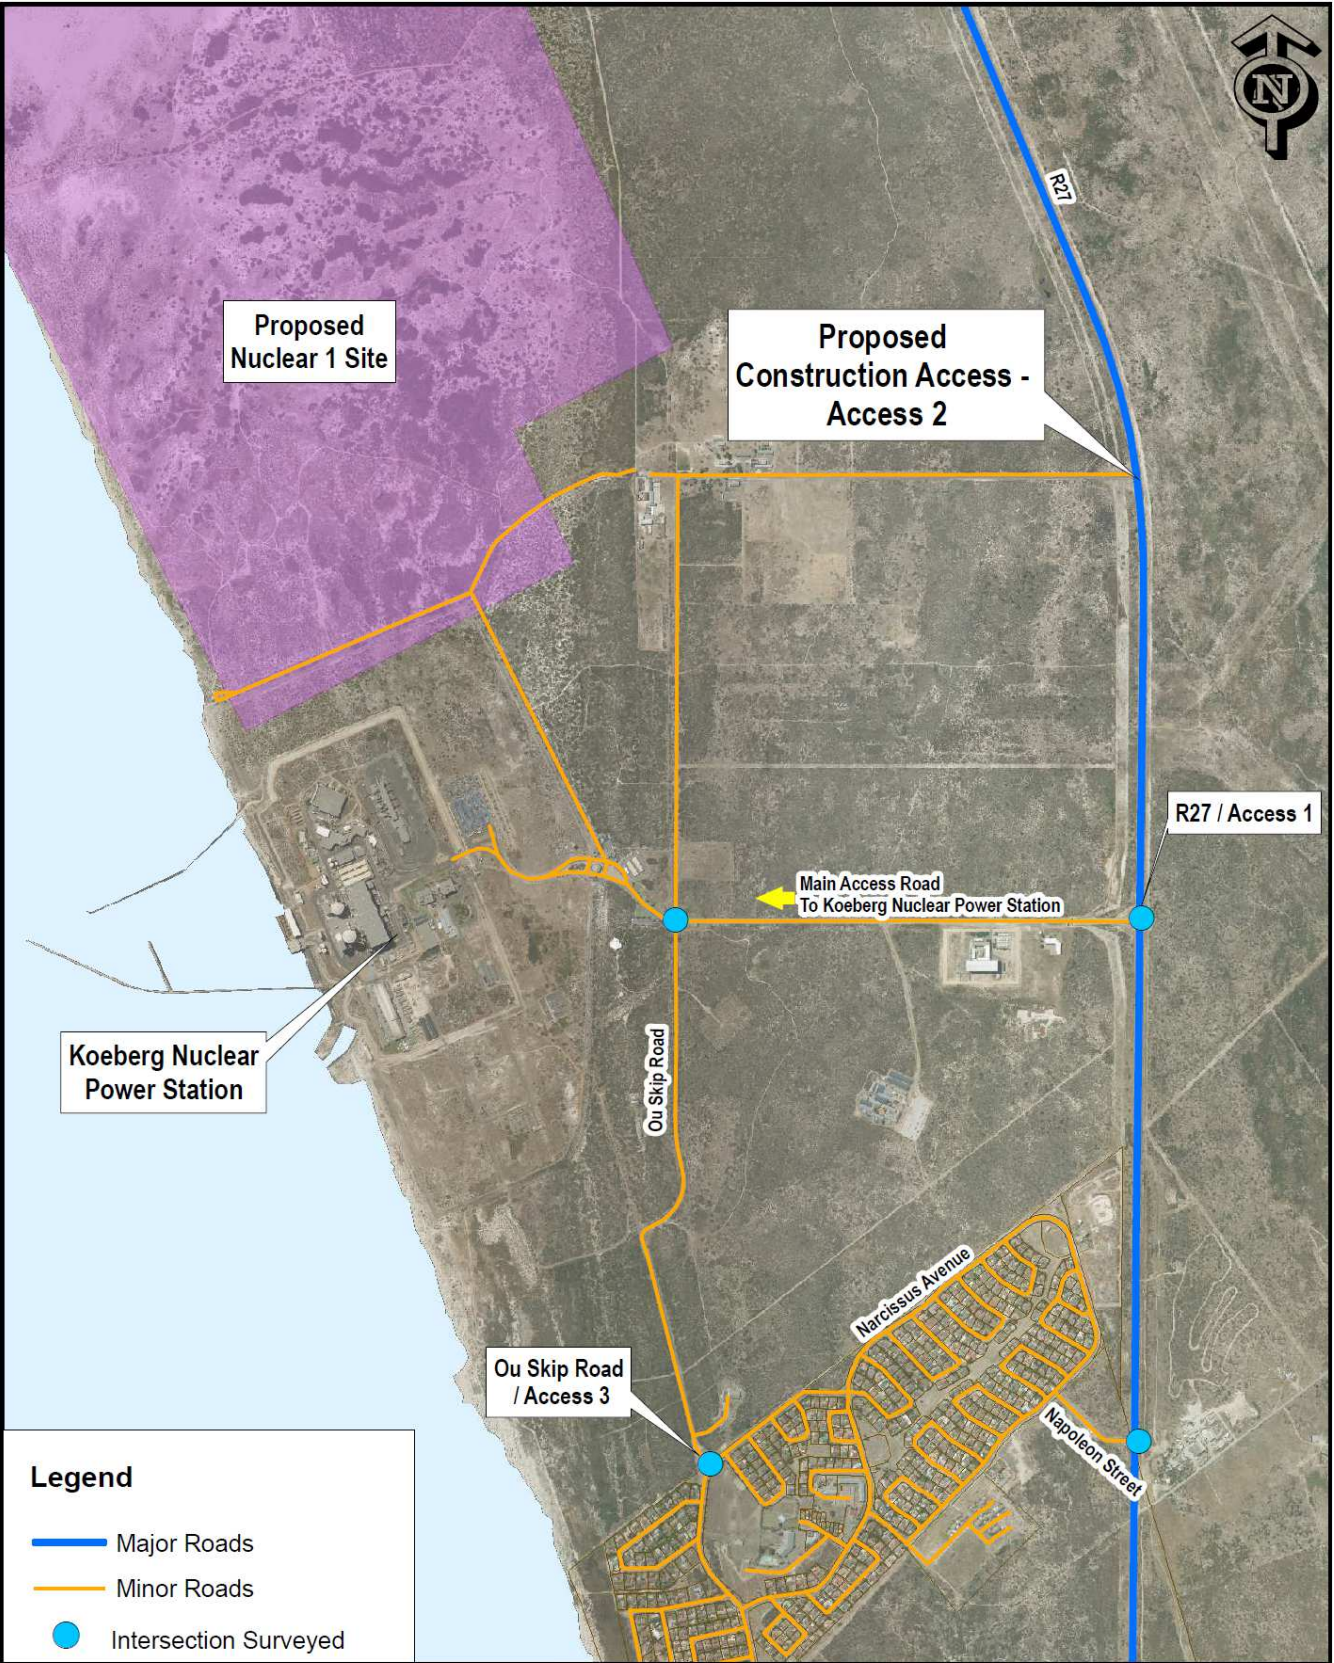 N
R27
Proposed
Nuclear 1 Site
Proposed
Construction Access -
Access 2
R27 / Access 1
Main Access Road
To Koeberg Nuclear Power Station
Koeberg Nuclear
Power Station
Ou Skip Road
Narcissus Avenue
Ou Skip Road
/ Access 3
Napoleon Street
Legend
Major Roads
Minor Roads
Intersection Surveyed